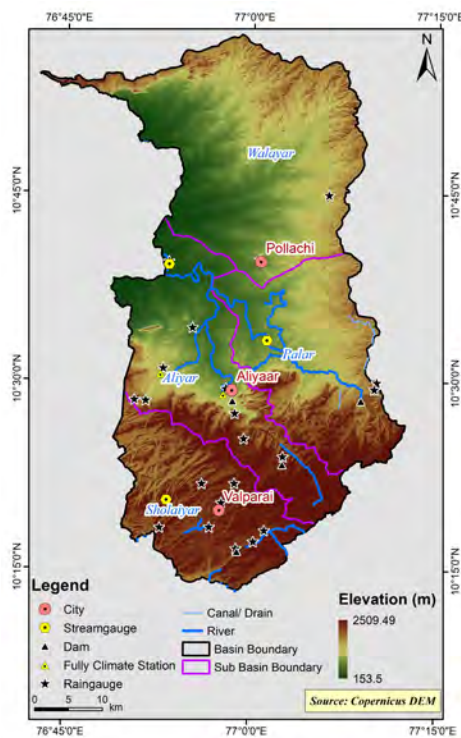 76°45'0"E 77°0'0"E 77°15'0"E
N
Walayar
10°45'0"N 10°45'0"N
Pollachi
Palar
Aliyar
Aliyaar
10°30'0"N 10°30'0"N
Valparai
Sholaiyar
10°15'0"N 10°15'0"N
Legend
City
Streamgauge
Dam
Fully Climate Station
Raingauge
Canal/ Drain
River
Basin Boundary
Sub Basin Boundary
Elevation (m)
2509.49
153.5
0 5 10
km
Source: Copernicus DEM
76°45'0"E 77°0'0"E 77°15'0"E